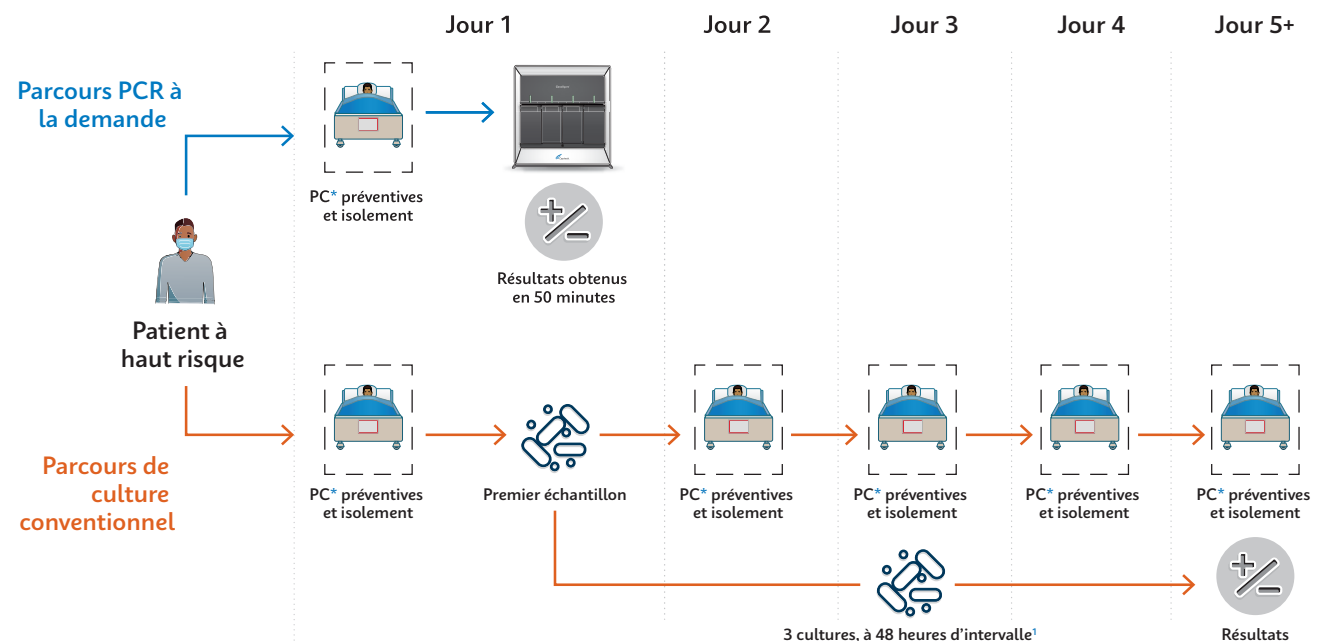 Jour 1
Jour 2
Jour 3
Jour 4
Jour 5+
Parcours PCR à
la demande
PC* préventives
et isolement
Résultats obtenus
en 50 minutes
Patient à
haut risque
Parcours de
culture
conventionnel
PC* préventives
et isolement
Premier échantillon
PC* préventives
et isolement
PC* préventives
et isolement
PC* préventives
et isolement
PC* préventives
et isolement
3 cultures, à 48 heures d’intervalle¹
Résultats